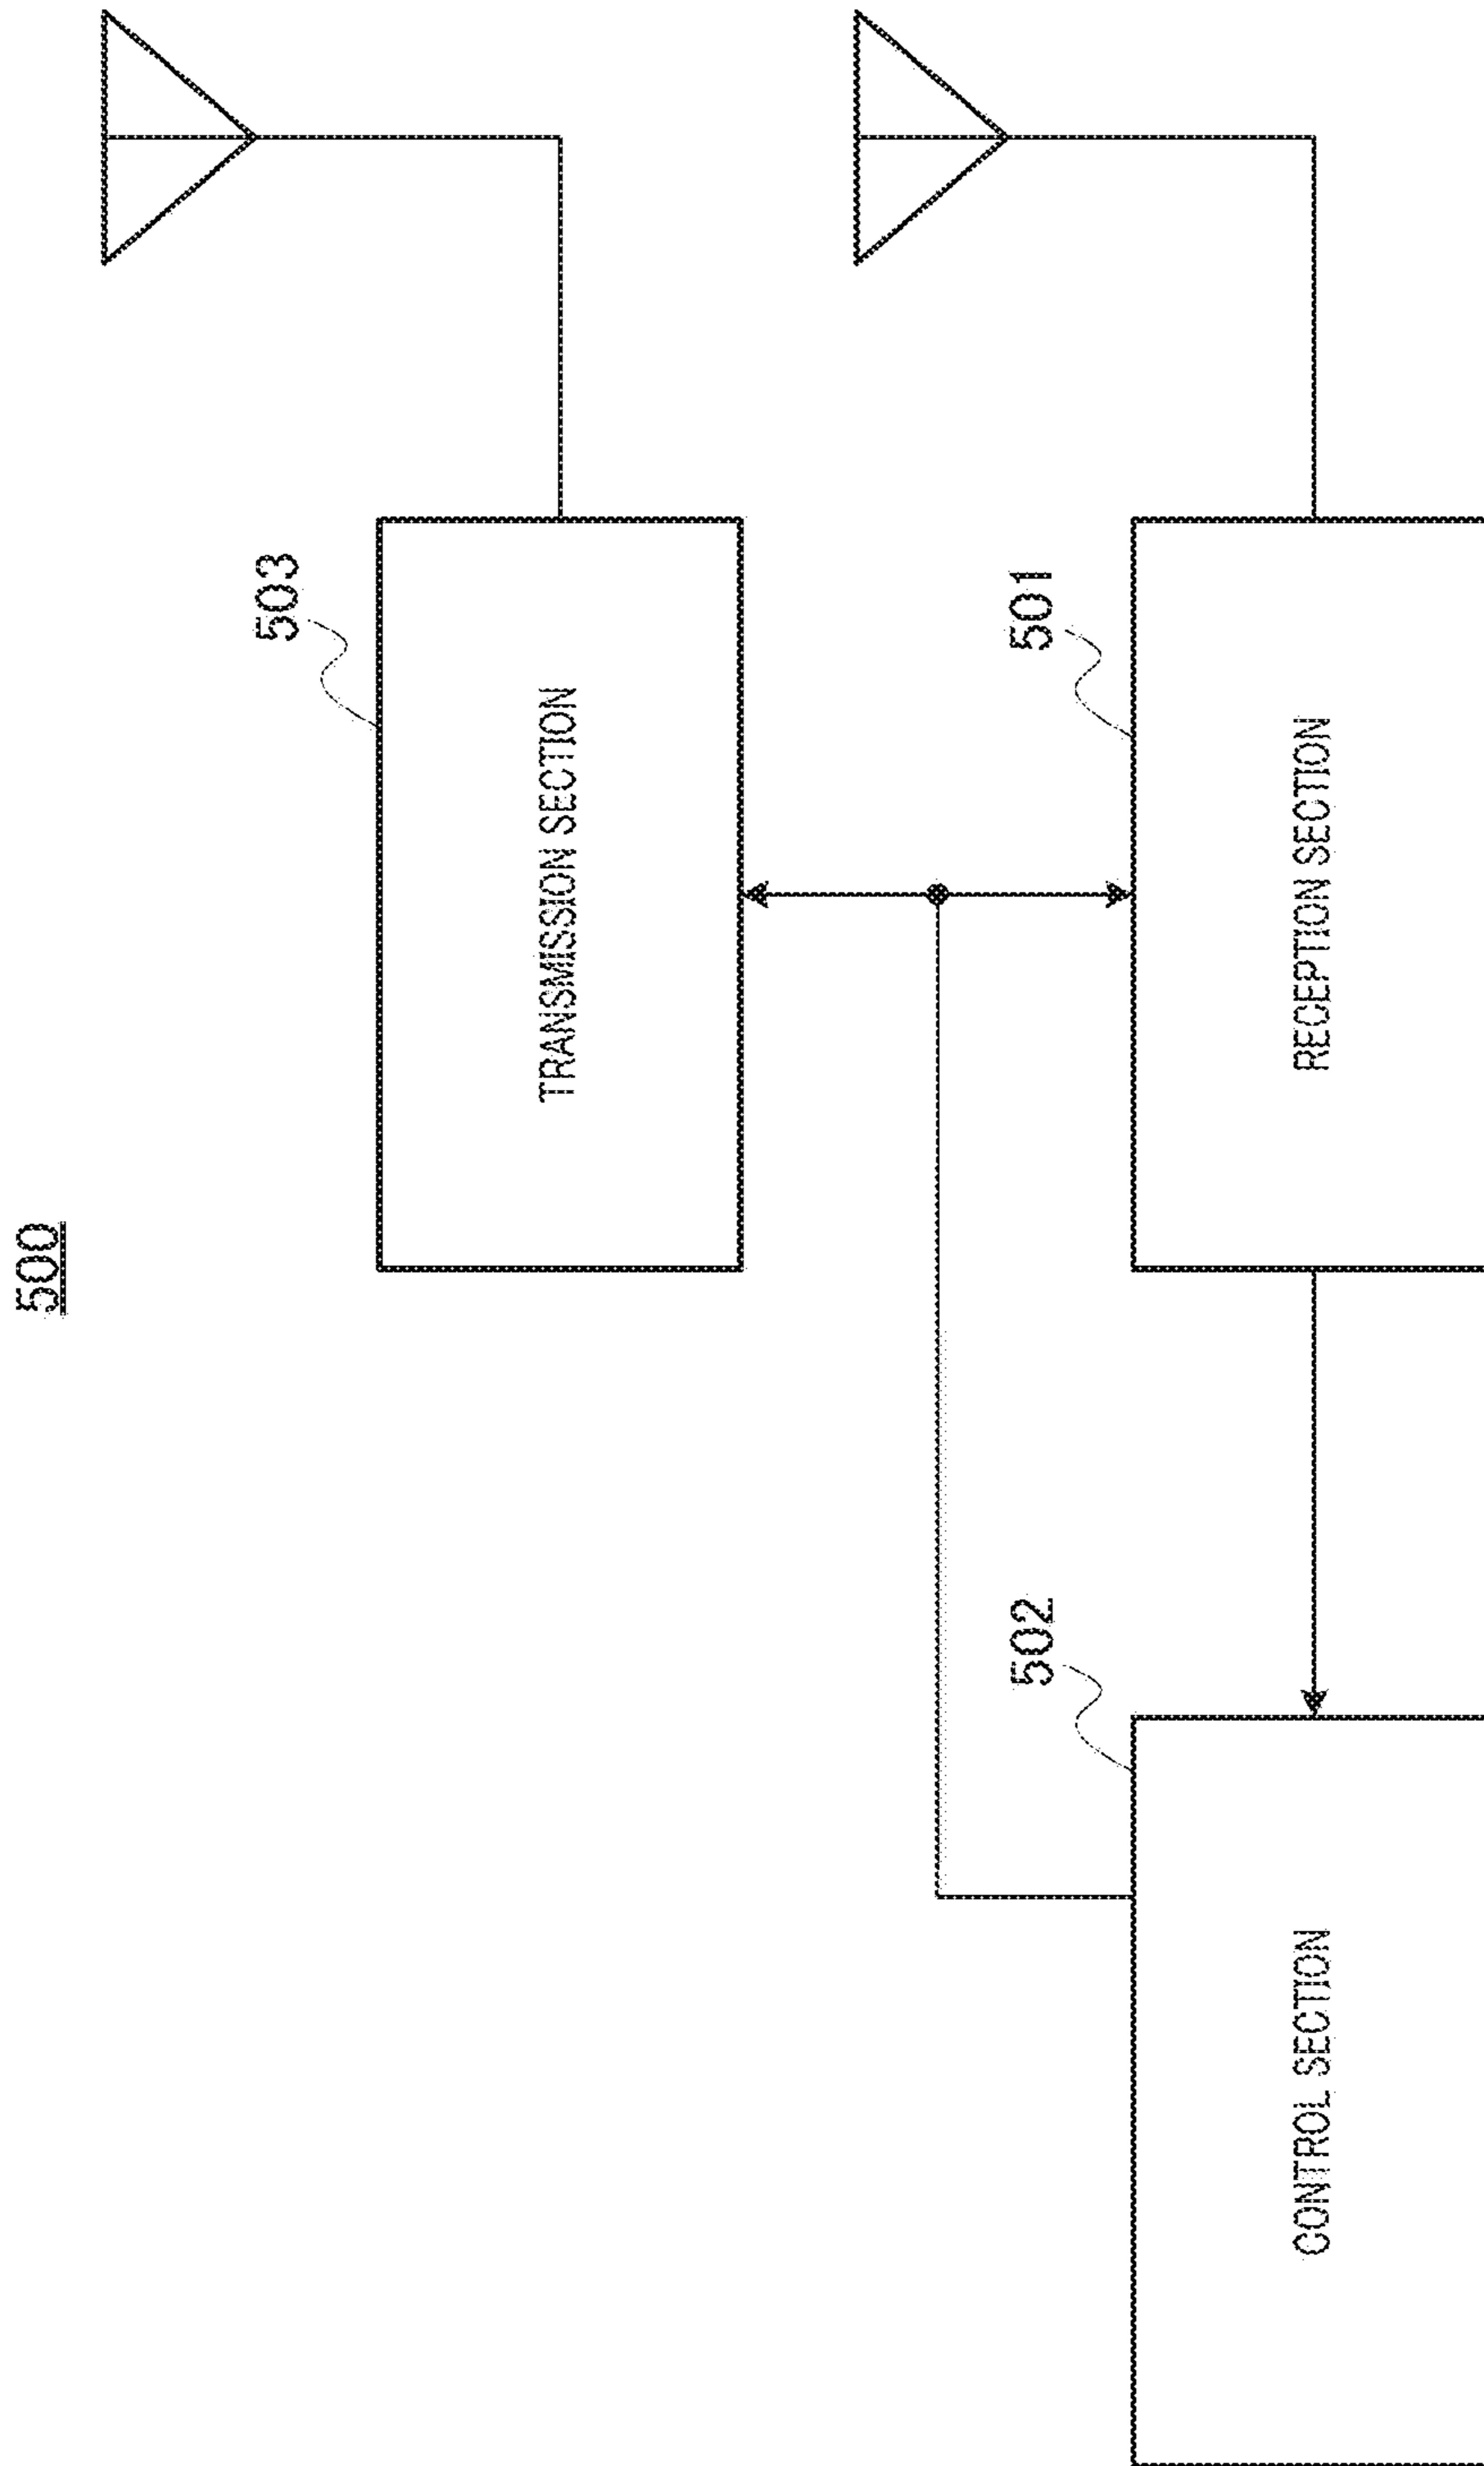 500
503
TRANSMISSION SECTION
501
RECEPTION SECTION
502
CONTROL SECTION